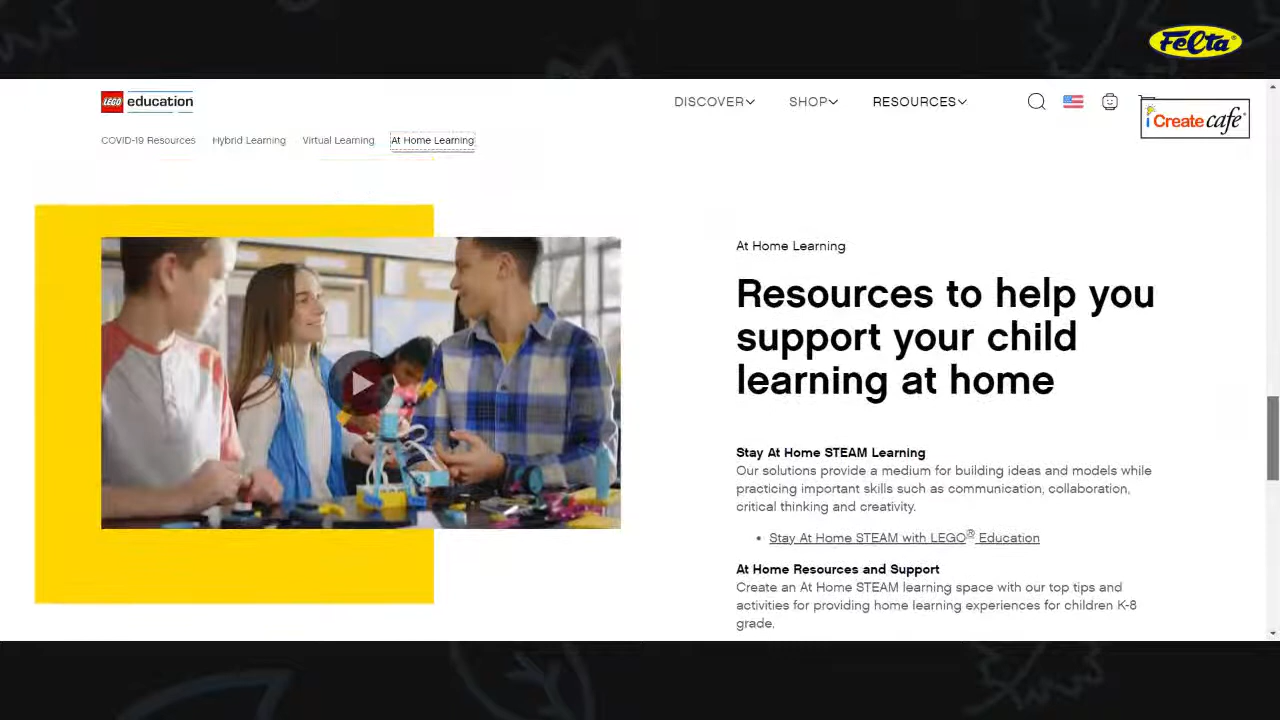 Felta
LEGO education
DISCOVER
SHOP
RESOURCES
iCreate cafe
COVID-19 Resources
Hybrid Learning
Virtual Learning
At Home Learning
At Home Learning
Resources to help you
support your child
learning at home
Stay At Home STEAM Learning
Our solutions provide a medium for building ideas and models while
practicing important skills such as communication, collaboration,
critical thinking and creativity.
• Stay At Home STEAM with LEGO® Education
At Home Resources and Support
Create an At Home STEAM learning space with our top tips and
activities for providing home learning experiences for children K-8
grade.